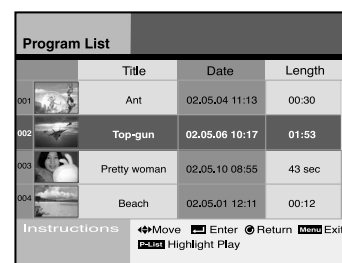 Program List
Title Date Length
001 Ant 02.05.04 11:13 00:30
002 Top-gun 02.05.06 10:17 01:53
003 Pretty woman 02.05.10 08:55 43 sec
004 Beach 02.05.01 12:11 00:12
Instructions Move Enter Return Menu Exit
P-List Highlight Play